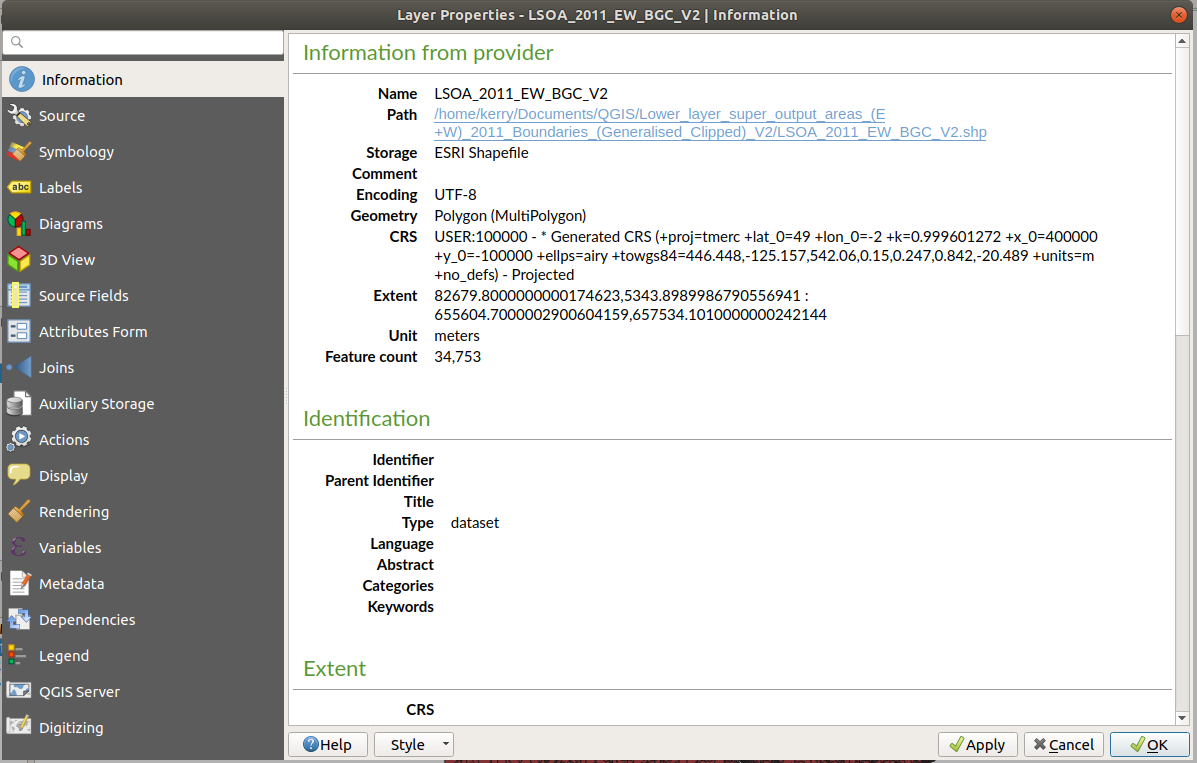 Layer Properties - LSOA_2011_EW_BGC_V2 | Information
Information
Source
Symbology
abc Labels
Diagrams
3D View
Source Fields
Attributes Form
Joins
Auxiliary Storage
Actions
Display
Rendering
Variables
Metadata
Dependencies
Legend
QGIS Server
Digitizing
Information from provider
Name LSOA_2011_EW_BGC_V2
Path /home/kerry/Documents/QGIS/Lower_layer_super_output_areas_(E
+W)_2011_Boundaries_(Generalised_Clipped)_V2/LSOA_2011_EW_BGC_V2.shp
Storage ESRI Shapefile
Comment
Encoding UTF-8
Geometry Polygon (MultiPolygon)
CRS USER:100000 - * Generated CRS (+proj=tmerc +lat_0=49 +lon_0=-2 +k=0.999601272 +x_0=400000
+y_0=-100000 +ellps=airy +towgs84=446.448,-125.157,542.06,0.15,0.247,0.842,-20.489 +units=m
+no_defs) - Projected
Extent 82679.8000000000174623,5343.8989986790556941 :
655604.7000002900604159,657534.1010000000242144
Unit meters
Feature count 34,753
Identification
Identifier
Parent Identifier
Title
Type dataset
Language
Abstract
Categories
Keywords
Extent
CRS
Help
Style
Apply
Cancel
OK